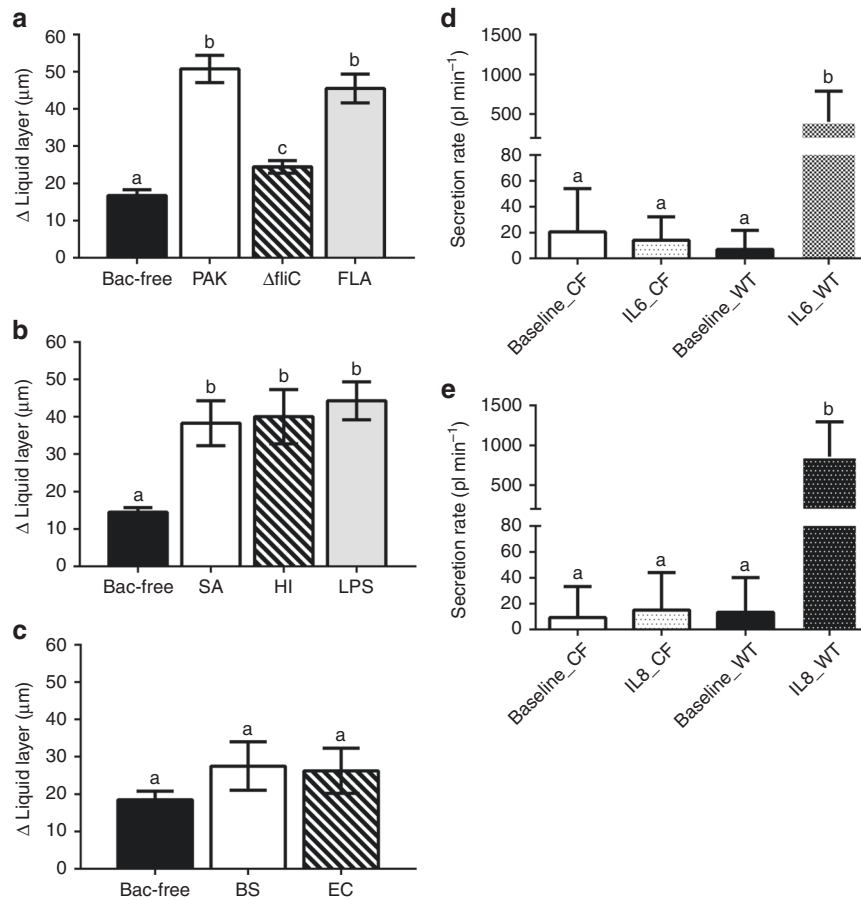 a
Δ Liquid layer (μm)
60
50
40
30
20
10
0
a
b
c
b
Bac-free PAK ΔfliC FLA
b
Δ Liquid layer (μm)
60
50
40
30
20
10
0
a
b
b
b
Bac-free SA HI LPS
c
Δ Liquid layer (μm)
60
50
40
30
20
10
0
a
a
a
Bac-free BS EC
d
Secretion rate (pl min⁻¹)
1500
1000
500
80
60
40
20
0
a
a
a
b
Baseline_CF
IL6_CF
Baseline_WT
IL6_WT
e
Secretion rate (pl min⁻¹)
1500
1000
500
80
60
40
20
0
a
a
a
b
Baseline_CF
IL8_CF
Baseline_WT
IL8_WT